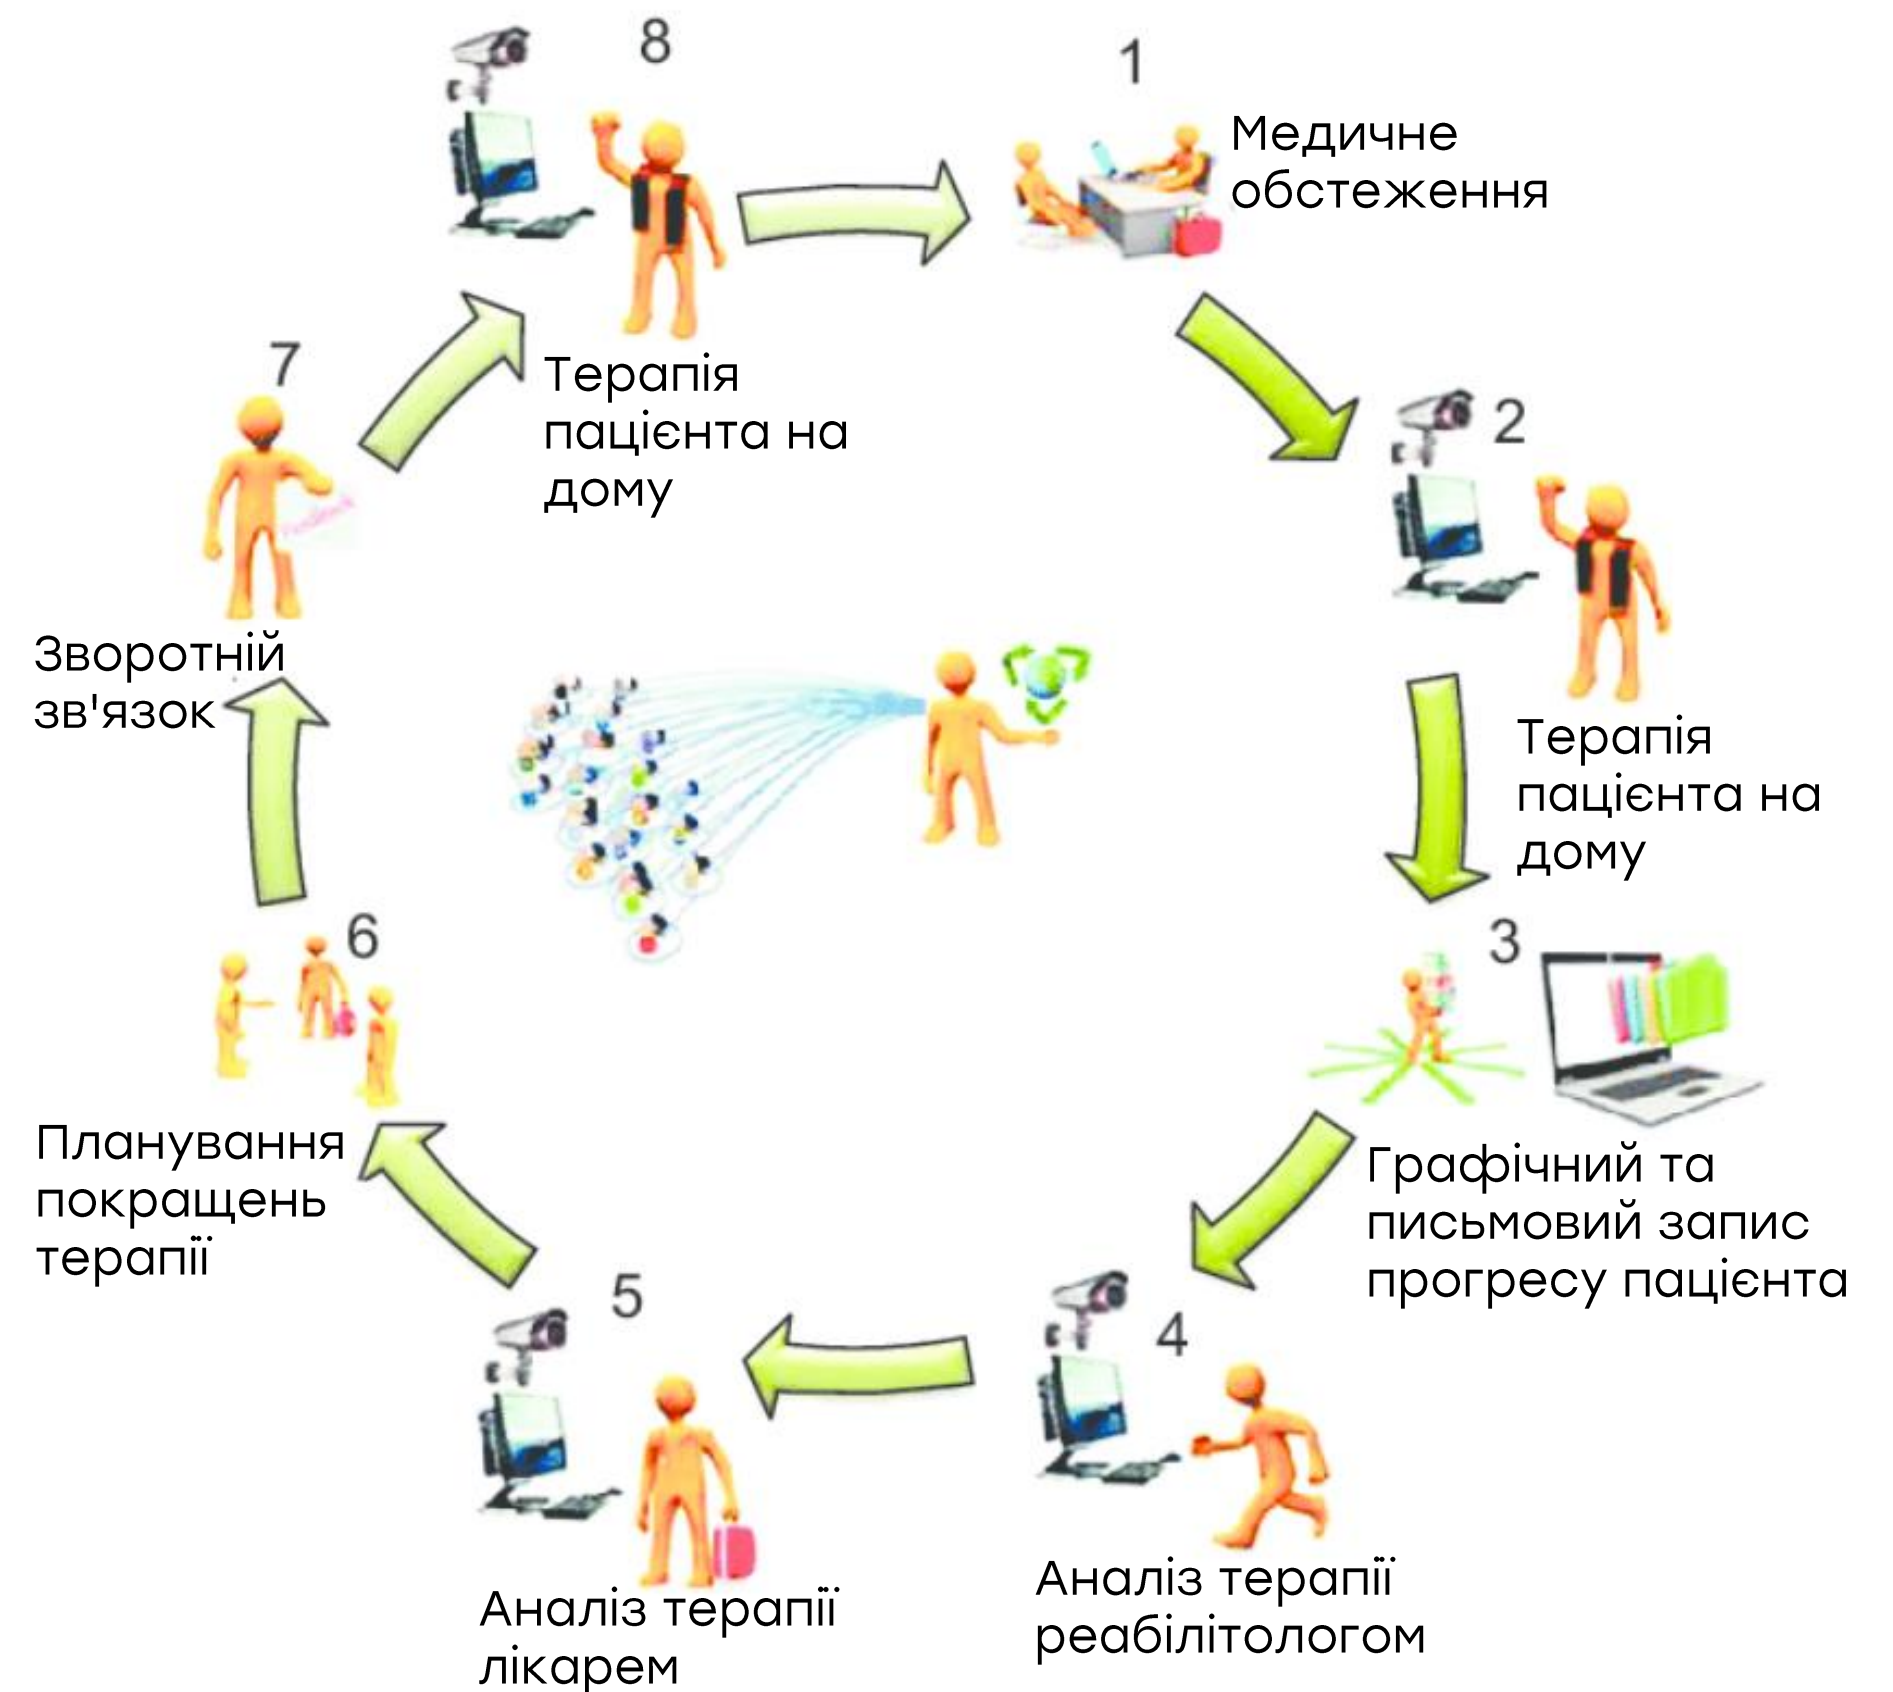 1
Медичне
обстеження
2
Терапія
пацієнта на
дому
3
Графічний та
письмовий запис
прогресу пацієнта
4
Аналіз терапії
реабілітологом
5
Аналіз терапії
лікарем
6
Планування
покращень
терапії
7
Зворотній
зв'язок
8
Терапія
пацієнта на
дому